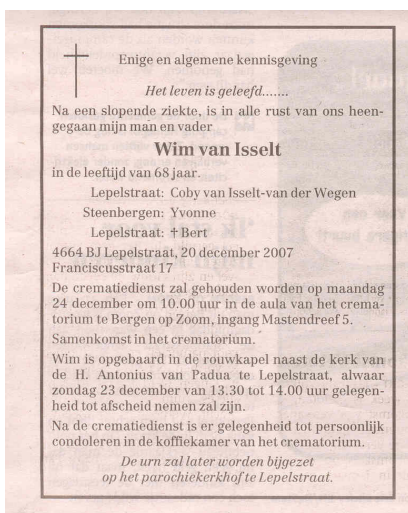 Enige en algemene kennisgeving
Het leven is geleefd.......
Na een slopende ziekte, is in alle rust van ons heen-
gegaan mijn man en vader
Wim van Isselt
in de leeftijd van 68 jaar.
Lepelstraat: Coby van Isselt-van der Wegen
Steenbergen: Yvonne
Lepelstraat: † Bert
4664 BJ Lepelstraat, 20 december 2007
Franciscusstraat 17
De crematiedienst zal gehouden worden op maandag
24 december om 10.00 uur in de aula van het crema-
torium te Bergen op Zoom, ingang Mastendreef 5.
Samenkomst in het crematorium.
Wim is opgebaard in de rouwkapel naast de kerk van
de H. Antonius van Padua te Lepelstraat, alwaar
zondag 23 december van 13.30 tot 14.00 uur gelegen-
heid tot afscheid nemen zal zijn.
Na de crematiedienst is er gelegenheid tot persoonlijk
condoleren in de koffiekamer van het crematorium.
De urn zal later worden bijgezet
op het parochiekerkhof te Lepelstraat.